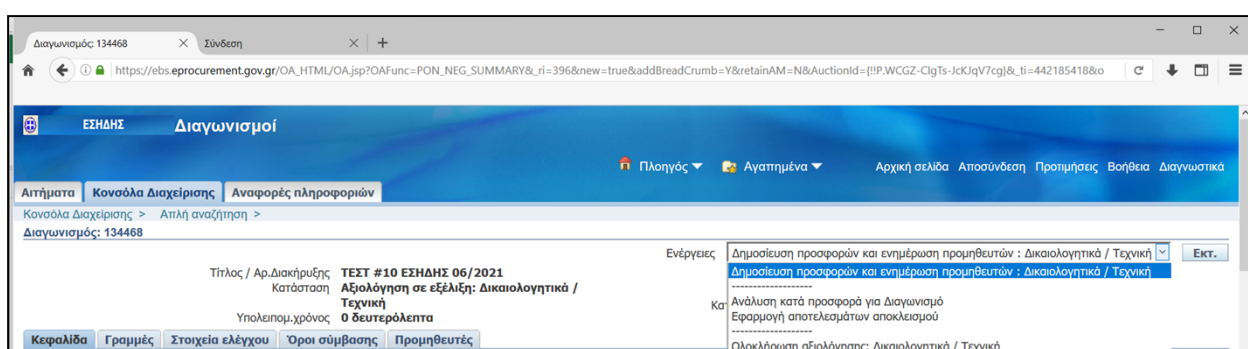 Διαγωνισμός: 134468 Σύνδεση
https://ebs.eprocurement.gov.gr/OA_HTML/OA.jsp?OAFunc=PON_NEG_SUMMARY&_ri=396&new=true&addBreadCrumb=Y&retainAM=N&AuctionId={!!P.WCGZ-CIgTs-JcKJqV7cg}&_ti=442185418&o
ΕΣΗΔΗΣ Διαγωνισμοί
Πλοηγός Αγαπημένα Αρχική σελίδα Αποσύνδεση Προτιμήσεις Βοήθεια Διαγνωστικά
Αιτήματα Κονσόλα Διαχείρισης Αναφορές πληροφοριών
Κονσόλα Διαχείρισης > Απλή αναζήτηση >
Διαγωνισμός: 134468
Ενέργειες Δημοσίευση προσφορών και ενημέρωση προμηθευτών : Δικαιολογητικά / Τεχνική Εκτ.
Τίτλος / Αρ.Διακήρυξης ΤΕΣΤ #10 ΕΣΗΔΗΣ 06/2021
Κατάσταση Αξιολόγηση σε εξέλιξη: Δικαιολογητικά / Τεχνική
Υπολειπομ.χρόνος 0 δευτερόλεπτα
Δημοσίευση προσφορών και ενημέρωση προμηθευτών : Δικαιολογητικά / Τεχνική
------------------
Ανάλυση κατά προσφορά για Διαγωνισμό
Εφαρμογή αποτελεσμάτων αποκλεισμού
------------------
Ολοκλήρωση αξιολόγησης: Δικαιολογητικά / Τεχνική
Κεφαλίδα Γραμμές Στοιχεία ελέγχου Όροι σύμβασης Προμηθευτές